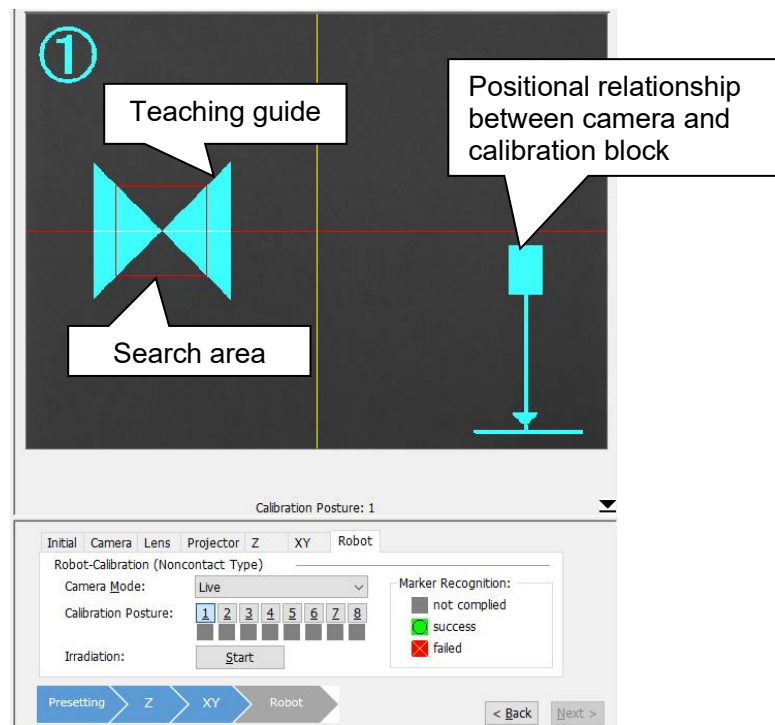 ①
Teaching guide
Positional relationship
between camera and
calibration block
Search area
Calibration Posture: 1
Initial Camera Lens Projector Z XY Robot
Robot-Calibration (Noncontact Type)
Camera Mode: Live
Marker Recognition:
not complied
Calibration Posture: 1 2 3 4 5 6 7 8
success
failed
Irradiation: Start
Presetting Z XY Robot
< Back Next >